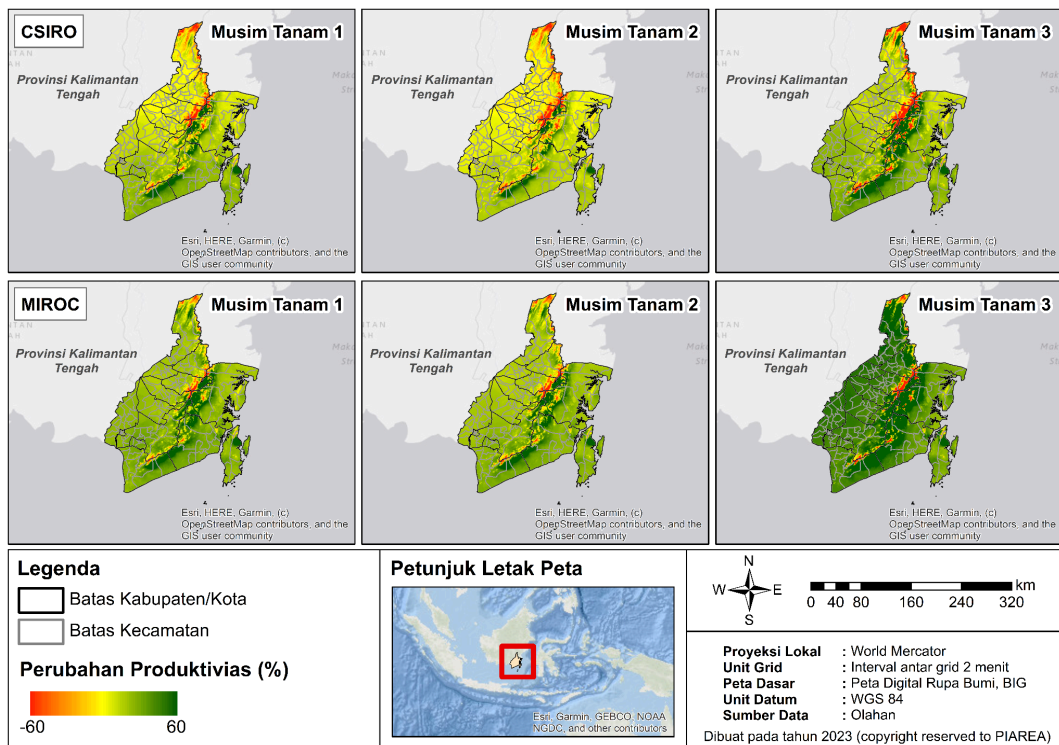 CSIRO
Musim Tanam 1
Provinsi Kalimantan
Tengah
Esri, HERE, Garmin, (c)
OpenStreetMap contributors, and the
GIS user community
Musim Tanam 2
NTAN
AH
Provinsi Kalimantan
Tengah
Esri, HERE, Garmin, (c)
OpenStreetMap contributors, and the
GIS user community
Musim Tanam 3
NTAN
AH
Provinsi Kalimantan
Tengah
Esri, HERE, Garmin, (c)
OpenStreetMap contributors, and the
GIS user community
MIROC
Musim Tanam 1
Provinsi Kalimantan
Tengah
Esri, HERE, Garmin, (c)
OpenStreetMap contributors, and the
GIS user community
Musim Tanam 2
NTAN
AH
Provinsi Kalimantan
Tengah
Esri, HERE, Garmin, (c)
OpenStreetMap contributors, and the
GIS user community
Musim Tanam 3
NTAN
AH
Provinsi Kalimantan
Tengah
Esri, HERE, Garmin, (c)
OpenStreetMap contributors, and the
GIS user community
Legenda
Batas Kabupaten/Kota
Batas Kecamatan
Perubahan Produktivias (%)
-60 60
Petunjuk Letak Peta
Esri, Garmin, GEBCO, NOAA
NGDC, and other contributors
N
W E
S
km
0 40 80 160 240 320
Proyeksi Lokal : World Mercator
Unit Grid : Interval antar grid 2 menit
Peta Dasar : Peta Digital Rupa Bumi, BIG
Unit Datum : WGS 84
Sumber Data : Olahan
Dibuat pada tahun 2023 (copyright reserved to PIAREA)